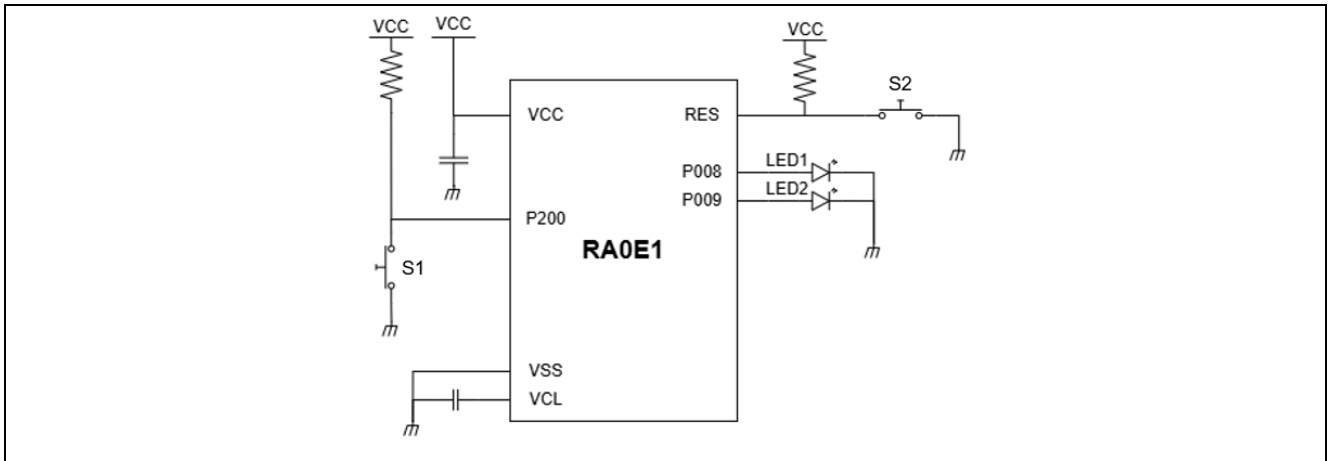 VCC
VCC
VCC
S2
VCC
RES
LED1
P008
LED2
P009
P200
RA0E1
S1
VSS
VCL